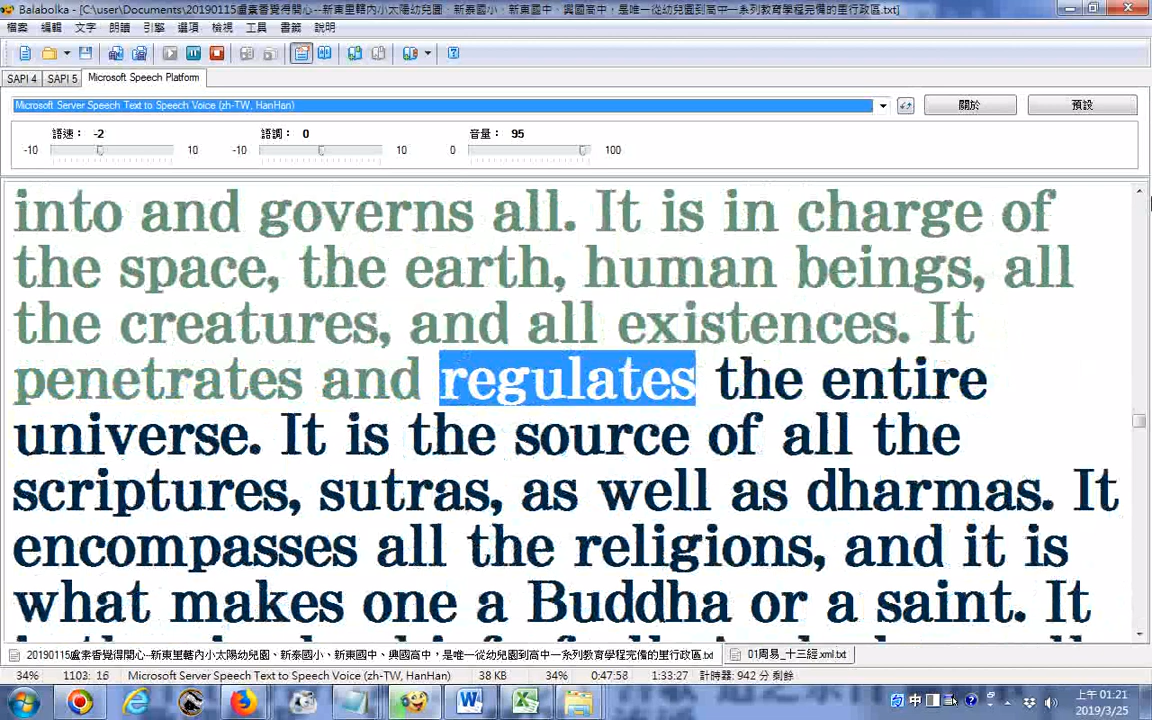 Balabolka - [C:\user\Documents\20190115盧素香覺得開心--新東里轄內小太陽幼兒園、新泰國小、新東國中、興國高中，是唯一從幼兒園到高中一系列教育學程完備的里行政區.txt]
檔案 編輯 文字 朗讀 引擎 選項 檢視 工具 書籤 說明
SAPI 4 SAPI 5 Microsoft Speech Platform
Microsoft Server Speech Text to Speech Voice (zh-TW, HanHan) 關於 預設
語速： -2 語調： 0 音量： 95
-10 10 -10 10 0 100
into and governs all. It is in charge of
the space, the earth, human beings, all
the creatures, and all existences. It
penetrates and regulates the entire
universe. It is the source of all the
scriptures, sutras, as well as dharmas. It
encompasses all the religions, and it is
what makes one a Buddha or a saint. It
20190115盧素香覺得開心--新東里轄內小太陽幼兒園、新泰國小、新東國中、興國高中，是唯一從幼兒園到高中一系列教育學程完備的里行政區.txt 01周易_十三經.xml.txt
34% 1103: 16 Microsoft Server Speech Text to Speech Voice (zh-TW, HanHan) 38 KB 34% 0:47:58 1:33:27 計時器: 942 分 剩餘
中 上午 01:21
2019/3/25